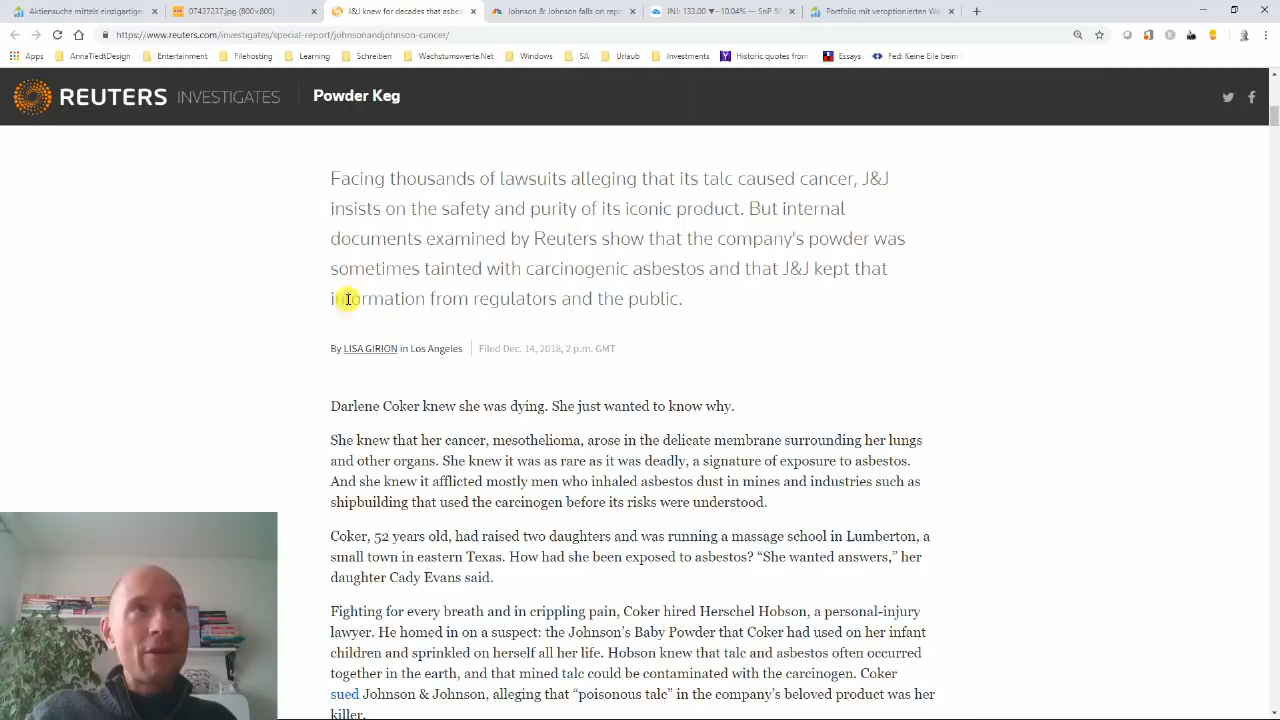 Aktiensuche mittels einzigartiger
07437237.jpg (800×800)
J&J knew for decades that asbes
Johnson & Johnson falls on repo
JNJ: 133.00 ▼−10.04% — SnP 50
Portfolio mit veroptionierten Wa
https://www.reuters.com/investigates/special-report/johnsonandjohnson-cancer/
Apps
AnnaTiedtDesign
Entertainment
Filehosting
Learning
Schreiben
Wachstumswerte.Net
Windows
SA
Urlaub
Investments
Historic quotes from
Essays
Fed: Keine Eile beim
REUTERS INVESTIGATES Powder Keg
Facing thousands of lawsuits alleging that its talc caused cancer, J&J
insists on the safety and purity of its iconic product. But internal
documents examined by Reuters show that the company's powder was
sometimes tainted with carcinogenic asbestos and that J&J kept that
information from regulators and the public.
By LISA GIRION in Los Angeles Filed Dec. 14, 2018, 2 p.m. GMT
Darlene Coker knew she was dying. She just wanted to know why.
She knew that her cancer, mesothelioma, arose in the delicate membrane surrounding her lungs
and other organs. She knew it was as rare as it was deadly, a signature of exposure to asbestos.
And she knew it afflicted mostly men who inhaled asbestos dust in mines and industries such as
shipbuilding that used the carcinogen before its risks were understood.
Coker, 52 years old, had raised two daughters and was running a massage school in Lumberton, a
small town in eastern Texas. How had she been exposed to asbestos? “She wanted answers,” her
daughter Cady Evans said.
Fighting for every breath and in crippling pain, Coker hired Herschel Hobson, a personal-injury
lawyer. He homed in on a suspect: the Johnson’s Baby Powder that Coker had used on her infant
children and sprinkled on herself all her life. Hobson knew that talc and asbestos often occurred
together in the earth, and that mined talc could be contaminated with the carcinogen. Coker
sued Johnson & Johnson, alleging that “poisonous talc” in the company’s beloved product was her
killer.